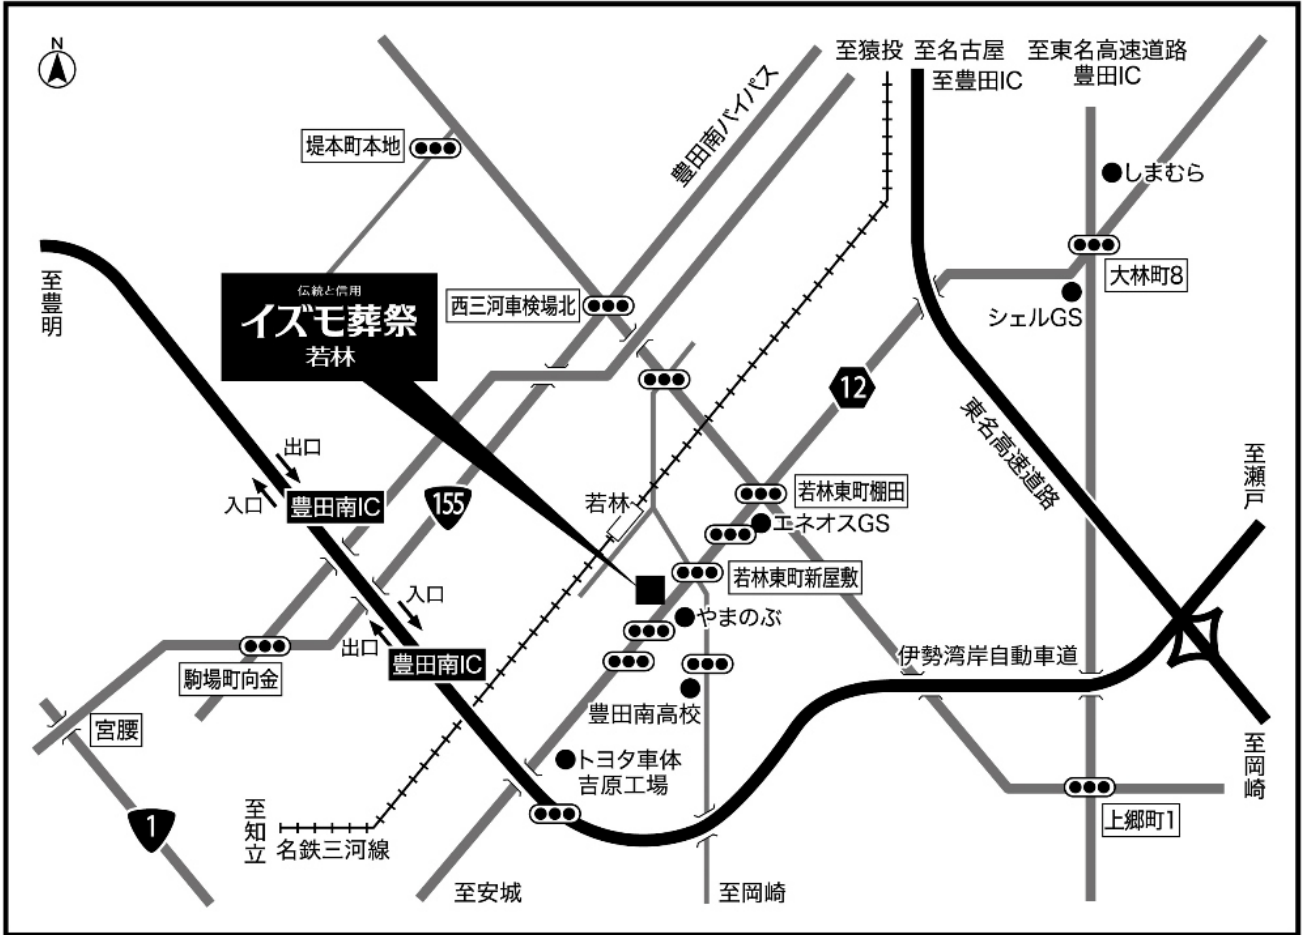 N
至猿投
至名古屋
至豊田IC
至東名高速道路
豊田IC
豊田南バイパス
堤本町本地
しまむら
大林町8
シェルGS
至豊明
伝統と信用
イズモ葬祭
若林
西三河車検場北
12
東名高速道路
至瀬戸
出口
入口
豊田南IC
155
若林
若林東町棚田
エネオスGS
若林東町新屋敷
やまのぶ
入口
出口
豊田南IC
駒場町向金
伊勢湾岸自動車道
豊田南高校
宮腰
トヨタ車体
吉原工場
至岡崎
1
至知立
名鉄三河線
上郷町1
至安城
至岡崎